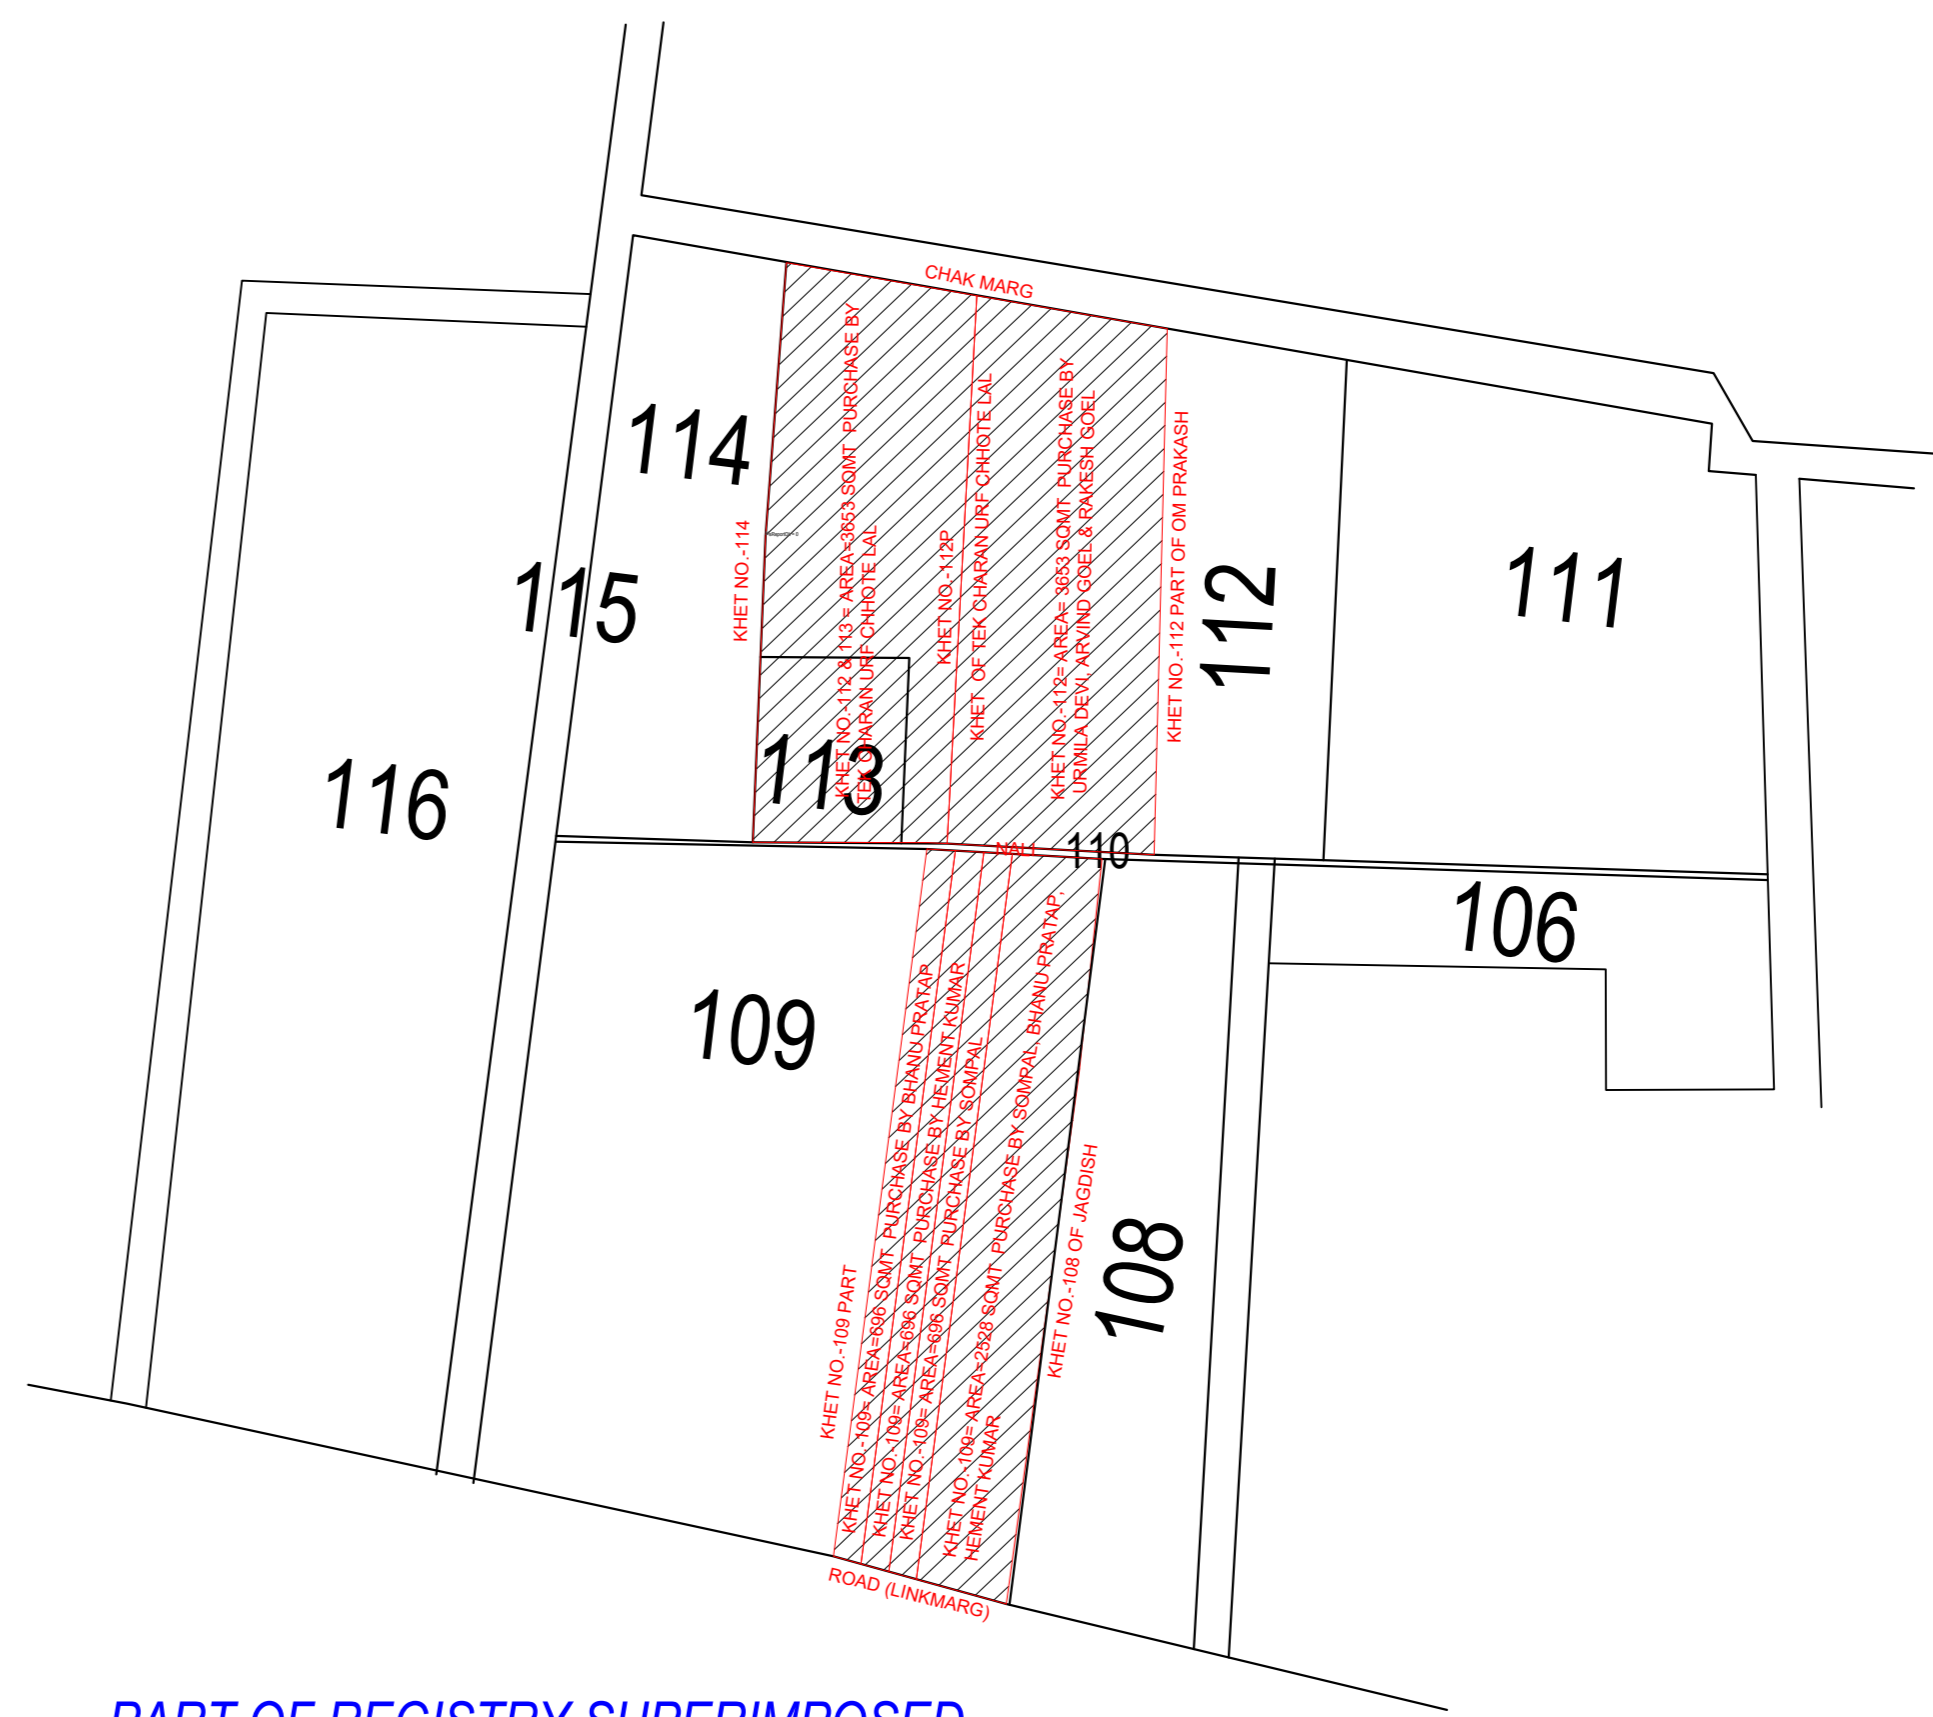 CHAK MARG
114
KHET NO.-114
115
KHET NO.-112 & 113 = AREA=3653 SQMT PURCHASE BY
TEK CHARAN URF CHHOTE LAL
KHET NO.-112P
KHET OF TEK CHARAN URF CHHOTE LAL
KHET NO.-112= AREA= 3653 SQMT PURCHASE BY
URMILA DEVI, ARVIND GOEL & RAKESH GOEL
KHET NO.-112 PART OF OM PRAKASH
112
111
116
113
NALI
110
106
109
KHET NO.-109 PART
KHET NO.-109= AREA=696 SQMT PURCHASE BY BHANU PRATAP
KHET NO.-109= AREA=696 SQMT PURCHASE BY HEMENT KUMAR
KHET NO.-109= AREA=696 SQMT PURCHASE BY SOMPAL
KHET NO.-109= AREA=2528 SQMT PURCHASE BY SOMPAL, BHANU PRATAP,
HEMENT KUMAR
KHET NO.-108 OF JAGDISH
108
ROAD (LINKMARG)
PART OF REGISTRY SUPERIMPOSED